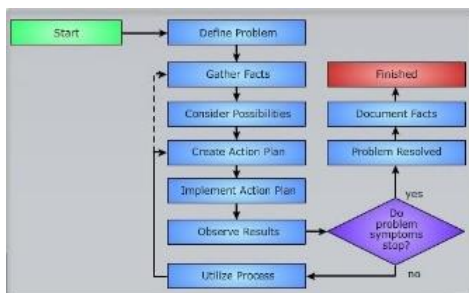 Start
Define Problem
Gather Facts
Finished
Consider Possibilities
Document Facts
Create Action Plan
Problem Resolved
Implement Action Plan
yes
Do
problem
symptoms
stop?
Observe Results
no
Utilize Process